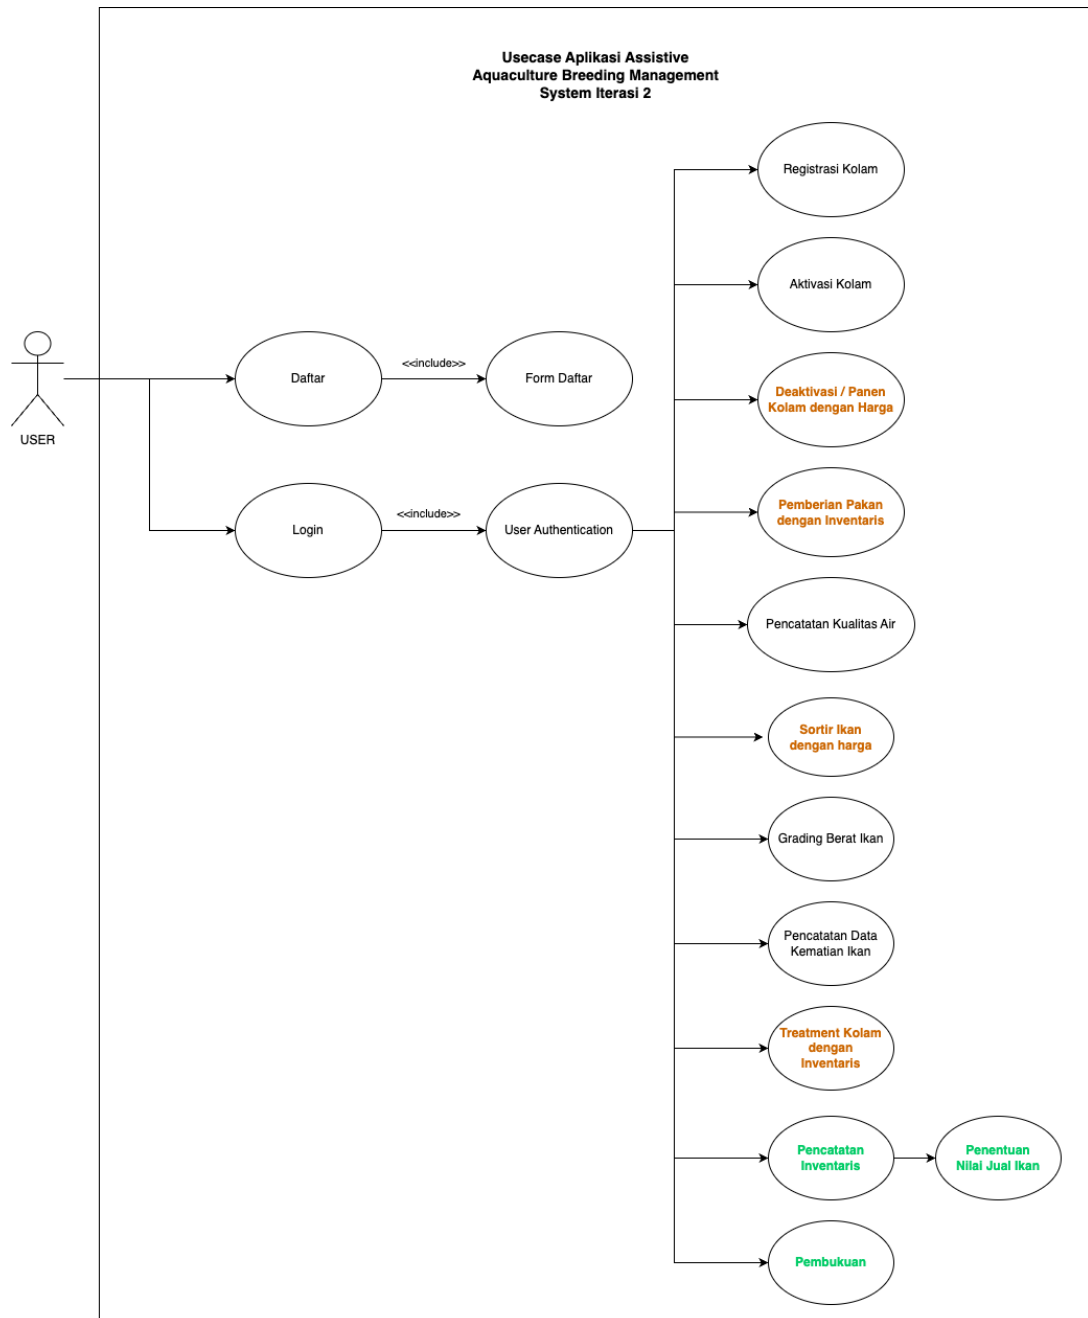 Usecase Aplikasi Assistive
Aquaculture Breeding Management
System Iterasi 2
Registrasi Kolam
Aktivasi Kolam
USER
Daftar
<<include>>
Form Daftar
Deaktivasi / Panen
Kolam dengan Harga
Login
<<include>>
User Authentication
Pemberian Pakan
dengan Inventaris
Pencatatan Kualitas Air
Sortir Ikan
dengan harga
Grading Berat Ikan
Pencatatan Data
Kematian Ikan
Treatment Kolam
dengan
Inventaris
Pencatatan
Inventaris
Penentuan
Nilai Jual Ikan
Pembukuan